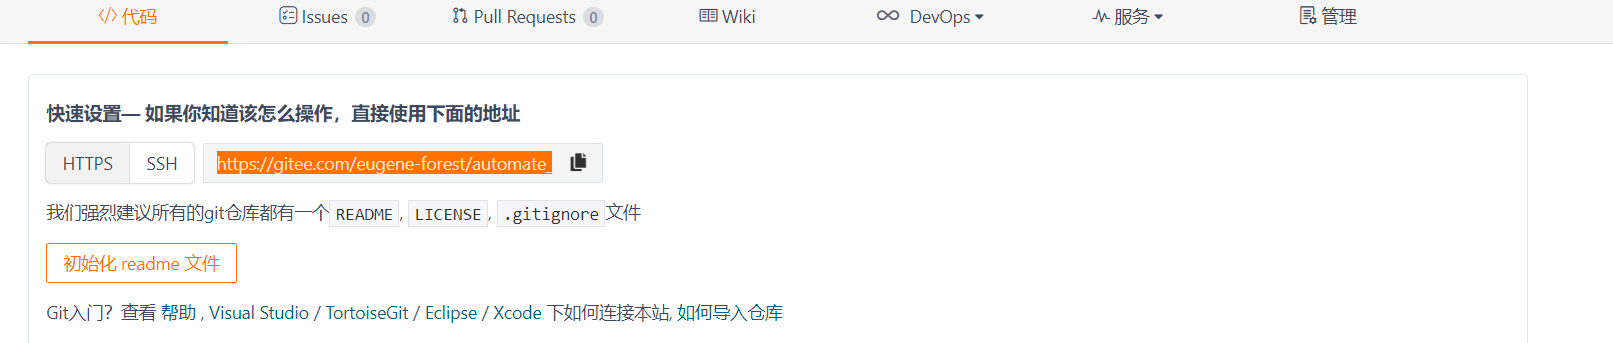 代码 Issues 0 Pull Requests 0 Wiki DevOps 服务 管理
快速设置— 如果你知道该怎么操作，直接使用下面的地址
HTTPS SSH https://gitee.com/eugene-forest/automate_
我们强烈建议所有的git仓库都有一个 README, LICENSE, .gitignore 文件
初始化 readme 文件
Git入门？查看 帮助 , Visual Studio / TortoiseGit / Eclipse / Xcode 下如何连接本站, 如何导入仓库